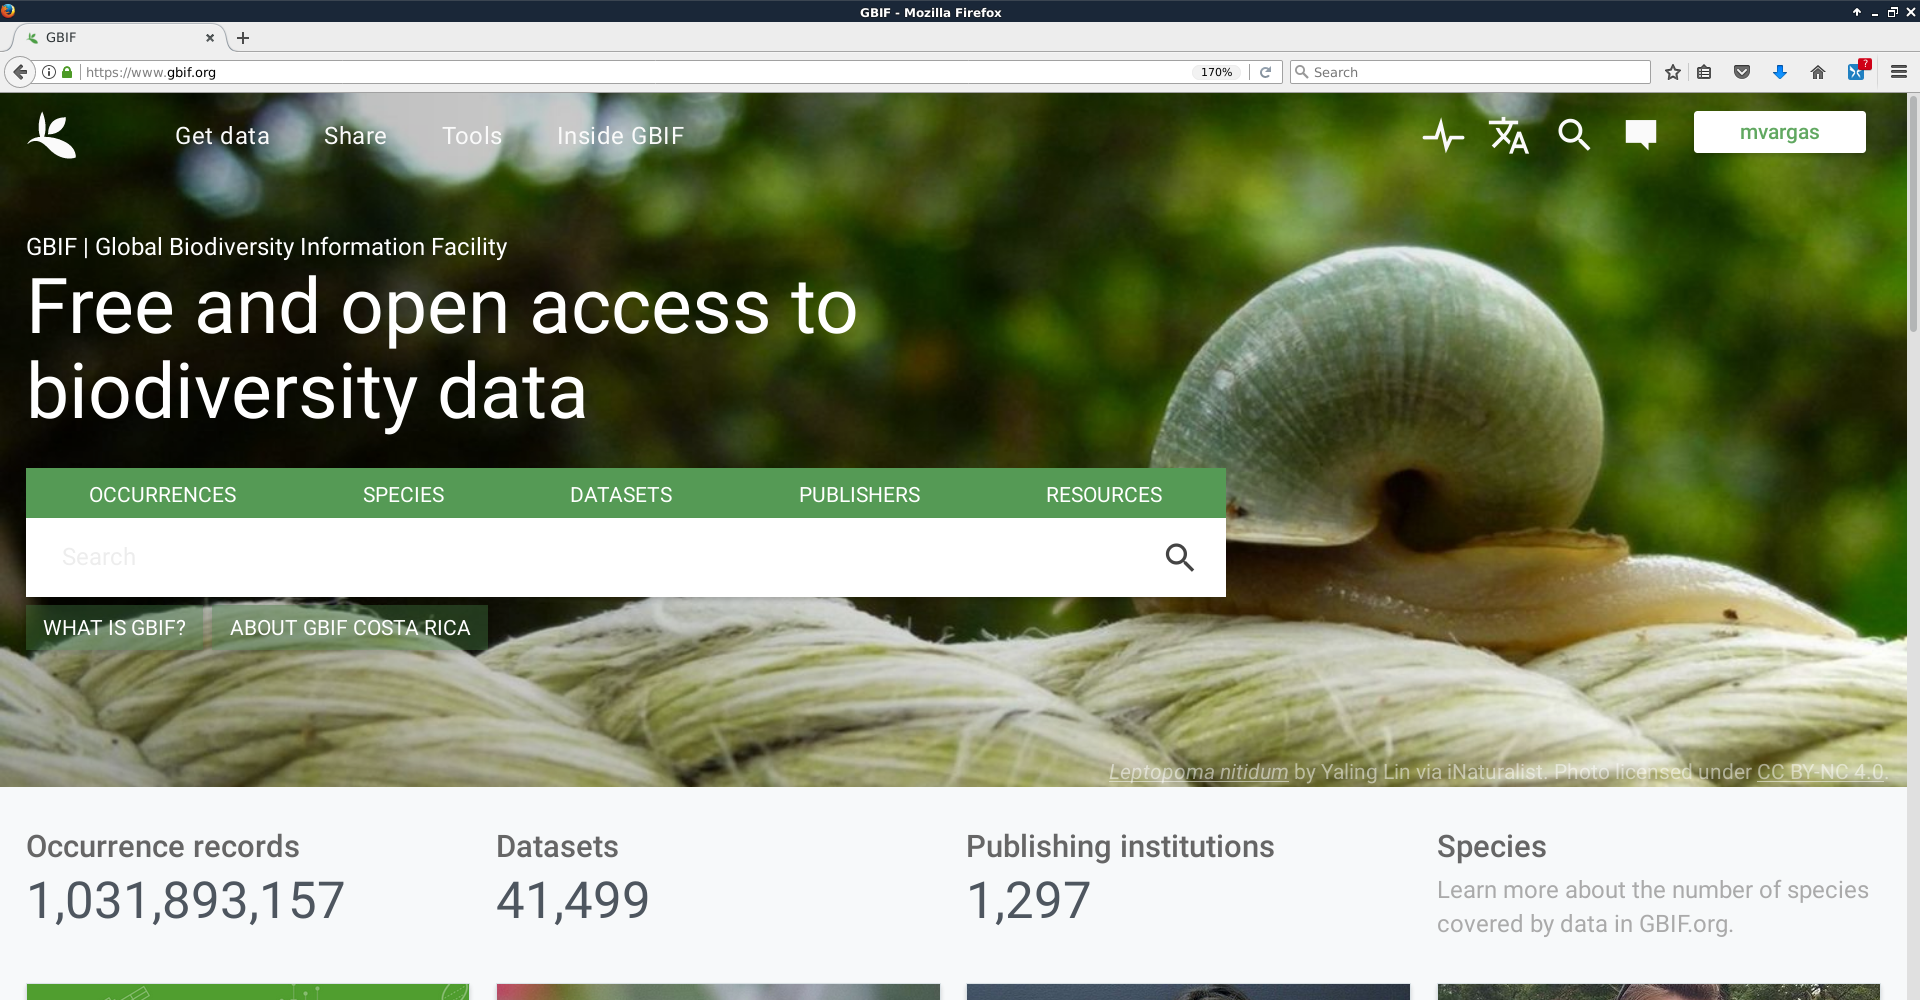 GBIF - Mozilla Firefox
GBIF
https://www.gbif.org
170%
Search
?
Get data
Share
Tools
Inside GBIF
mvargas
GBIF | Global Biodiversity Information Facility
Free and open access to
biodiversity data
OCCURRENCES
SPECIES
DATASETS
PUBLISHERS
RESOURCES
Search
WHAT IS GBIF?
ABOUT GBIF COSTA RICA
Leptopoma nitidum by Yaling Lin via iNaturalist. Photo licensed under CC BY-NC 4.0.
Occurrence records
1,031,893,157
Datasets
41,499
Publishing institutions
1,297
Species
Learn more about the number of species
covered by data in GBIF.org.